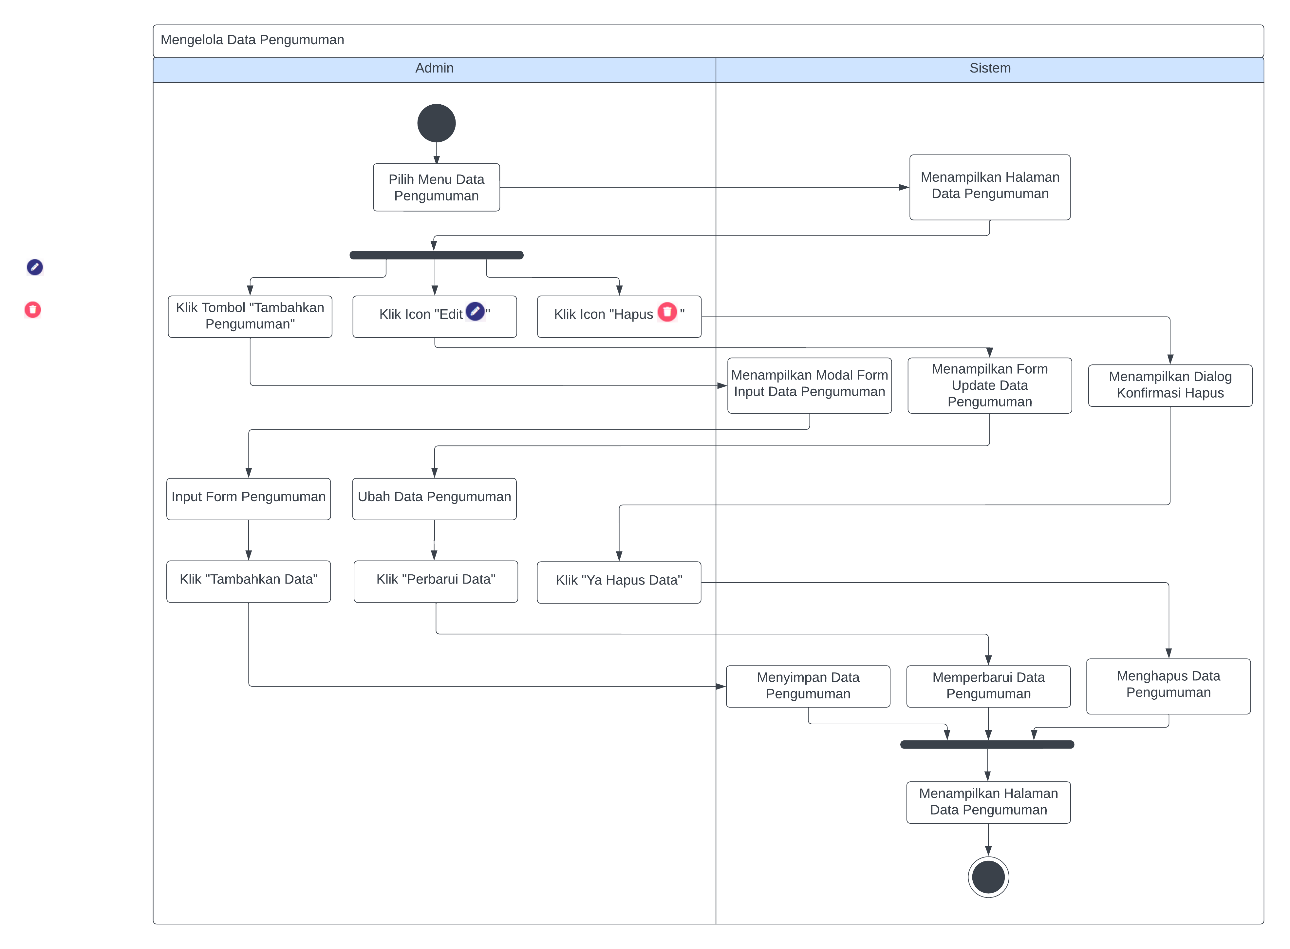 Mengelola Data Pengumuman
Admin
Sistem
Pilih Menu Data
Pengumuman
Menampilkan Halaman
Data Pengumuman
Klik Tombol "Tambahkan
Pengumuman"
Klik Icon "Edit "
Klik Icon "Hapus "
Menampilkan Modal Form
Input Data Pengumuman
Menampilkan Form
Update Data
Pengumuman
Menampilkan Dialog
Konfirmasi Hapus
Input Form Pengumuman
Ubah Data Pengumuman
Klik "Tambahkan Data"
Klik "Perbarui Data"
Klik "Ya Hapus Data"
Menyimpan Data
Pengumuman
Memperbarui Data
Pengumuman
Menghapus Data
Pengumuman
Menampilkan Halaman
Data Pengumuman